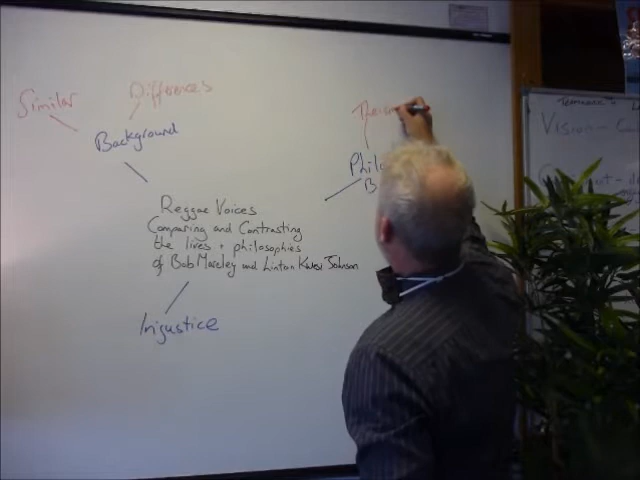 Differences
Similar
Background
Reggae Voices
Comparing and Contrasting
the lives + philosophies
of Bob Marley and Linton Kwesi Johnson
Injustice
Vision -